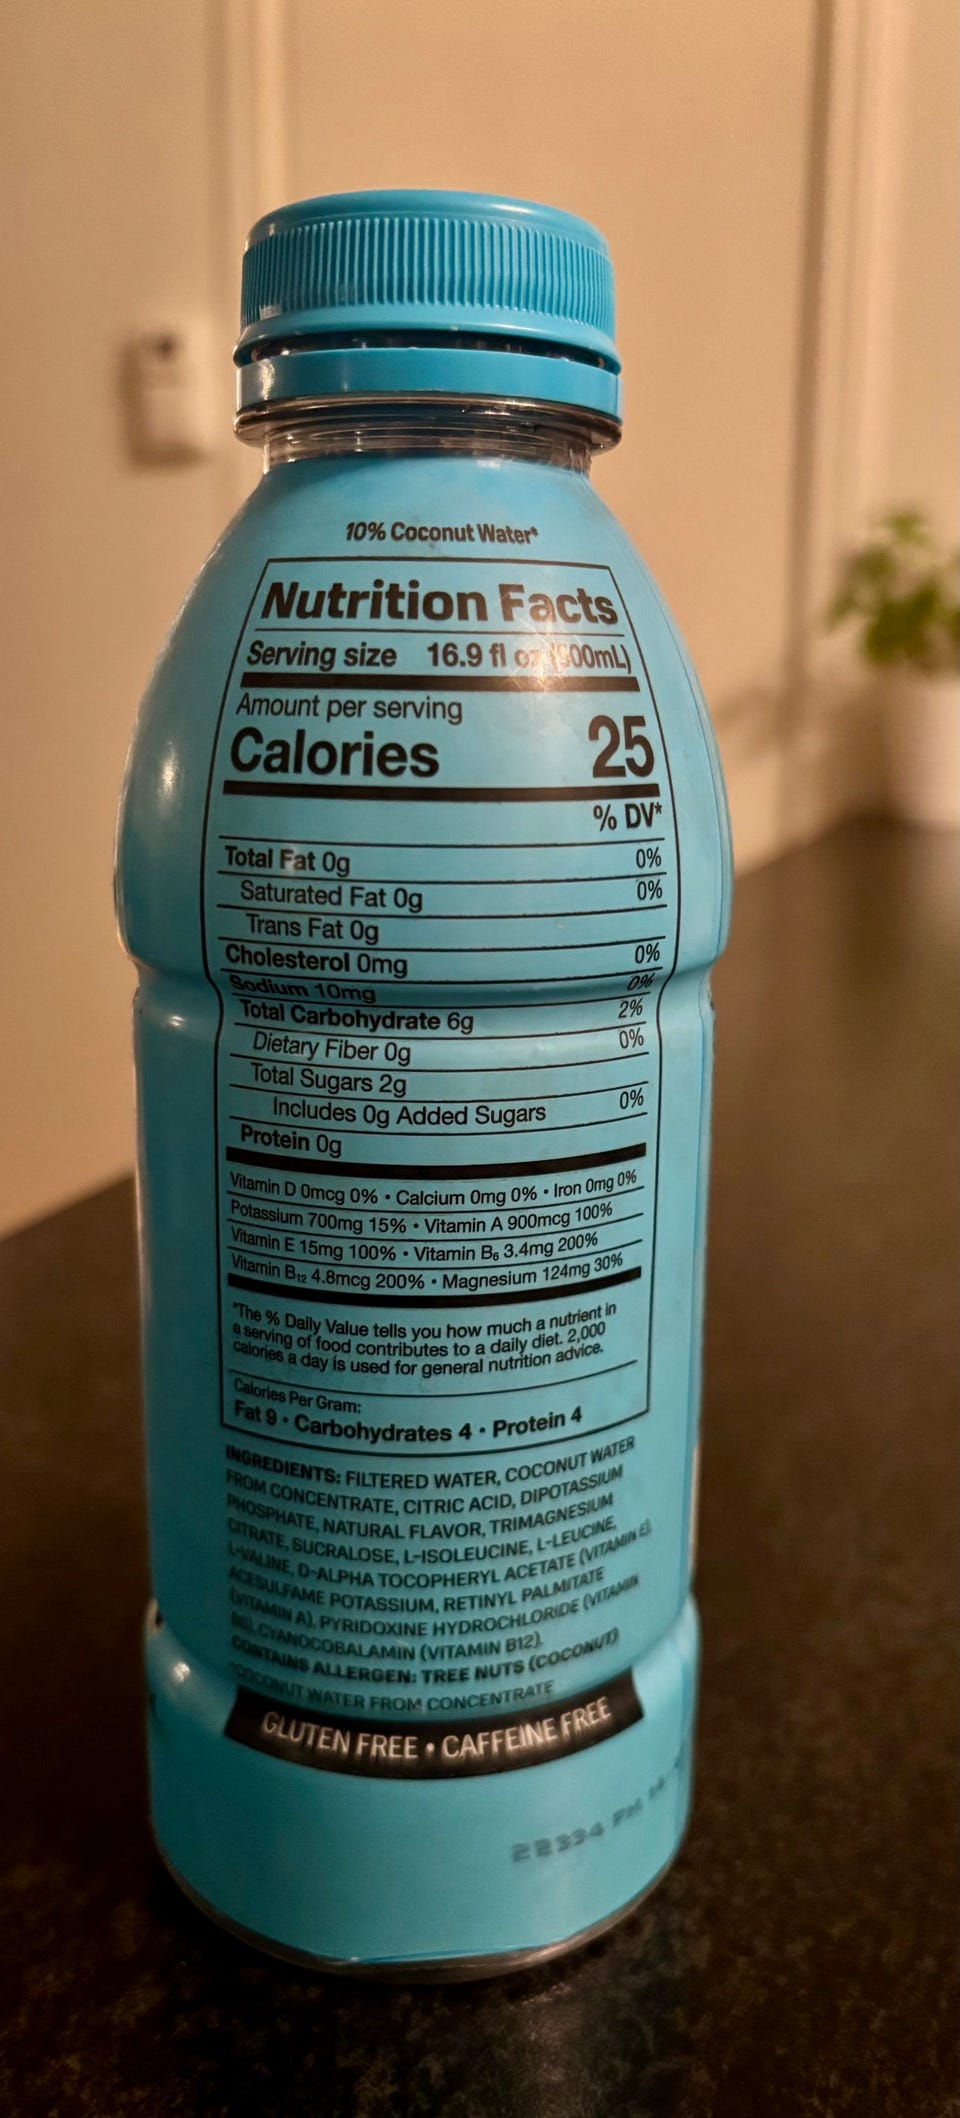 10% Coconut Water*
Nutrition Facts
Serving size 16.9 fl oz (500mL)
Amount per serving
Calories 25
% DV*
Total Fat 0g 0%
Saturated Fat 0g 0%
Trans Fat 0g
Cholesterol 0mg 0%
Sodium 10mg 0%
Total Carbohydrate 6g 2%
Dietary Fiber 0g 0%
Total Sugars 2g
Includes 0g Added Sugars 0%
Protein 0g
Vitamin D 0mcg 0% • Calcium 0mg 0% • Iron 0mg 0%
Potassium 700mg 15% • Vitamin A 900mcg 100%
Vitamin E 15mg 100% • Vitamin B₆ 3.4mg 200%
Vitamin B₁₂ 4.8mcg 200% • Magnesium 124mg 30%
*The % Daily Value tells you how much a nutrient in
a serving of food contributes to a daily diet. 2,000
calories a day is used for general nutrition advice.
Calories Per Gram:
Fat 9 • Carbohydrates 4 • Protein 4
INGREDIENTS: FILTERED WATER, COCONUT WATER
FROM CONCENTRATE, CITRIC ACID, DIPOTASSIUM
PHOSPHATE, NATURAL FLAVOR, TRIMAGNESIUM
CITRATE, SUCRALOSE, L-ISOLEUCINE, L-LEUCINE,
L-VALINE, D-ALPHA TOCOPHERYL ACETATE (VITAMIN E),
ACESULFAME POTASSIUM, RETINYL PALMITATE
(VITAMIN A), PYRIDOXINE HYDROCHLORIDE (VITAMIN
B6), CYANOCOBALAMIN (VITAMIN B12).
CONTAINS ALLERGEN: TREE NUTS (COCONUT)
*COCONUT WATER FROM CONCENTRATE
GLUTEN FREE • CAFFEINE FREE